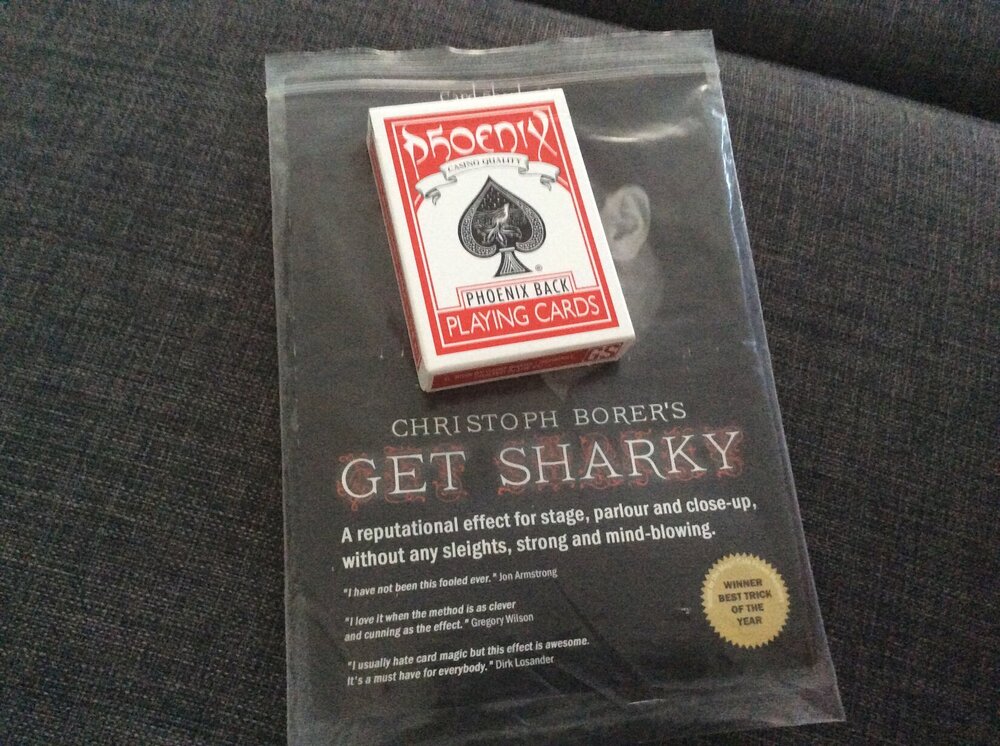 PHOENIX
CASINO QUALITY
PHOENIX BACK
PLAYING CARDS
GS
CHRISTOPH BORER'S
GET SHARKY
A reputational effect for stage, parlour and close-up,
without any sleights, strong and mind-blowing.
"I have not been this fooled ever." Jon Armstrong
"I love it when the method is as clever
and cunning as the effect." Gregory Wilson
"I usually hate card magic but this effect is awesome.
It's a must have for everybody." Dirk Losander
WINNER
BEST TRICK
OF THE
YEAR